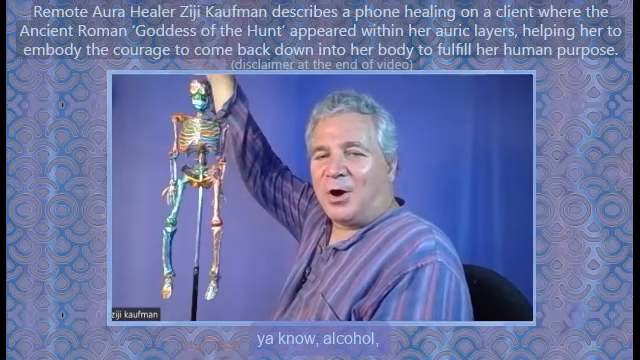 Remote Aura Healer Ziji Kaufman describes a phone healing on a client where the
Ancient Roman 'Goddess of the Hunt' appeared within her auric layers, helping her to
embody the courage to come back down into her body to fulfill her human purpose.
(disclaimer at the end of video)
ziji kaufman
ya know, alcohol,